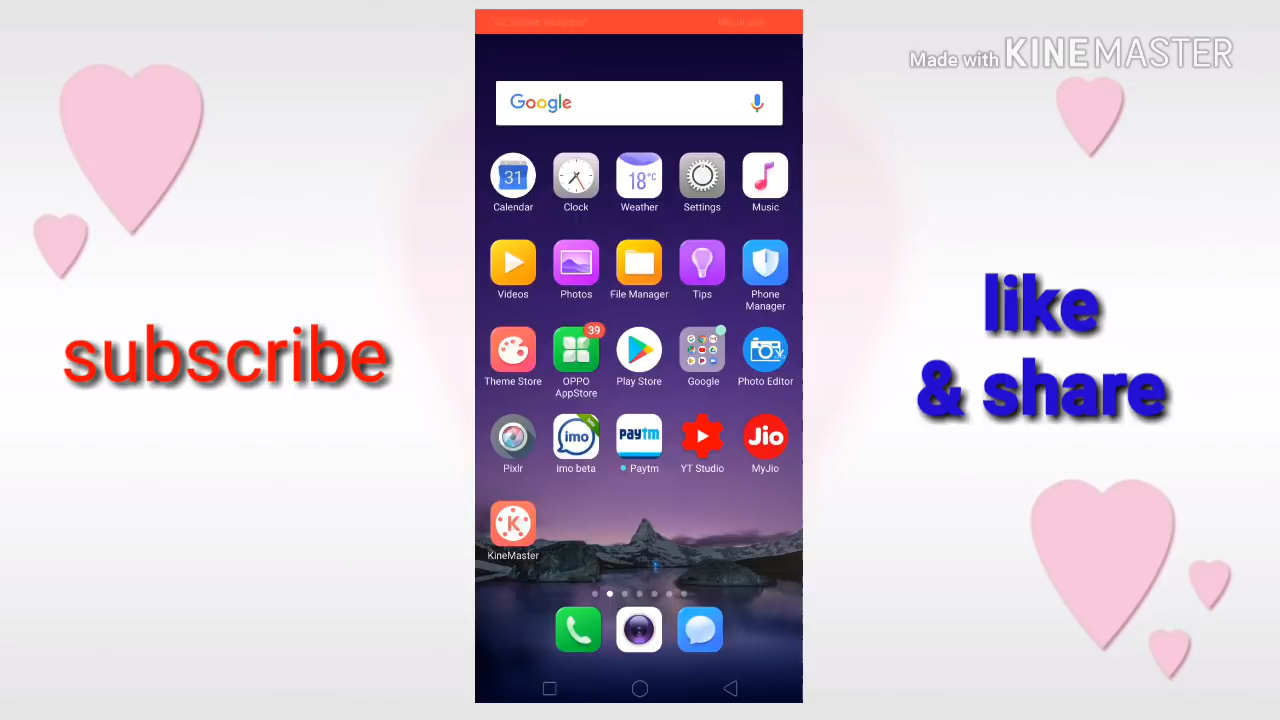 Made with KINEMASTER
Google
31
18°C
Calendar
Clock
Weather
Settings
Music
Videos
Photos
File Manager
Tips
Phone
Manager
39
Theme Store
OPPO
AppStore
Play Store
Google
Photo Editor
imo
paytm
Jio
Pixlr
imo beta
Paytm
YT Studio
MyJio
K
KineMaster
subscribe
like
& share